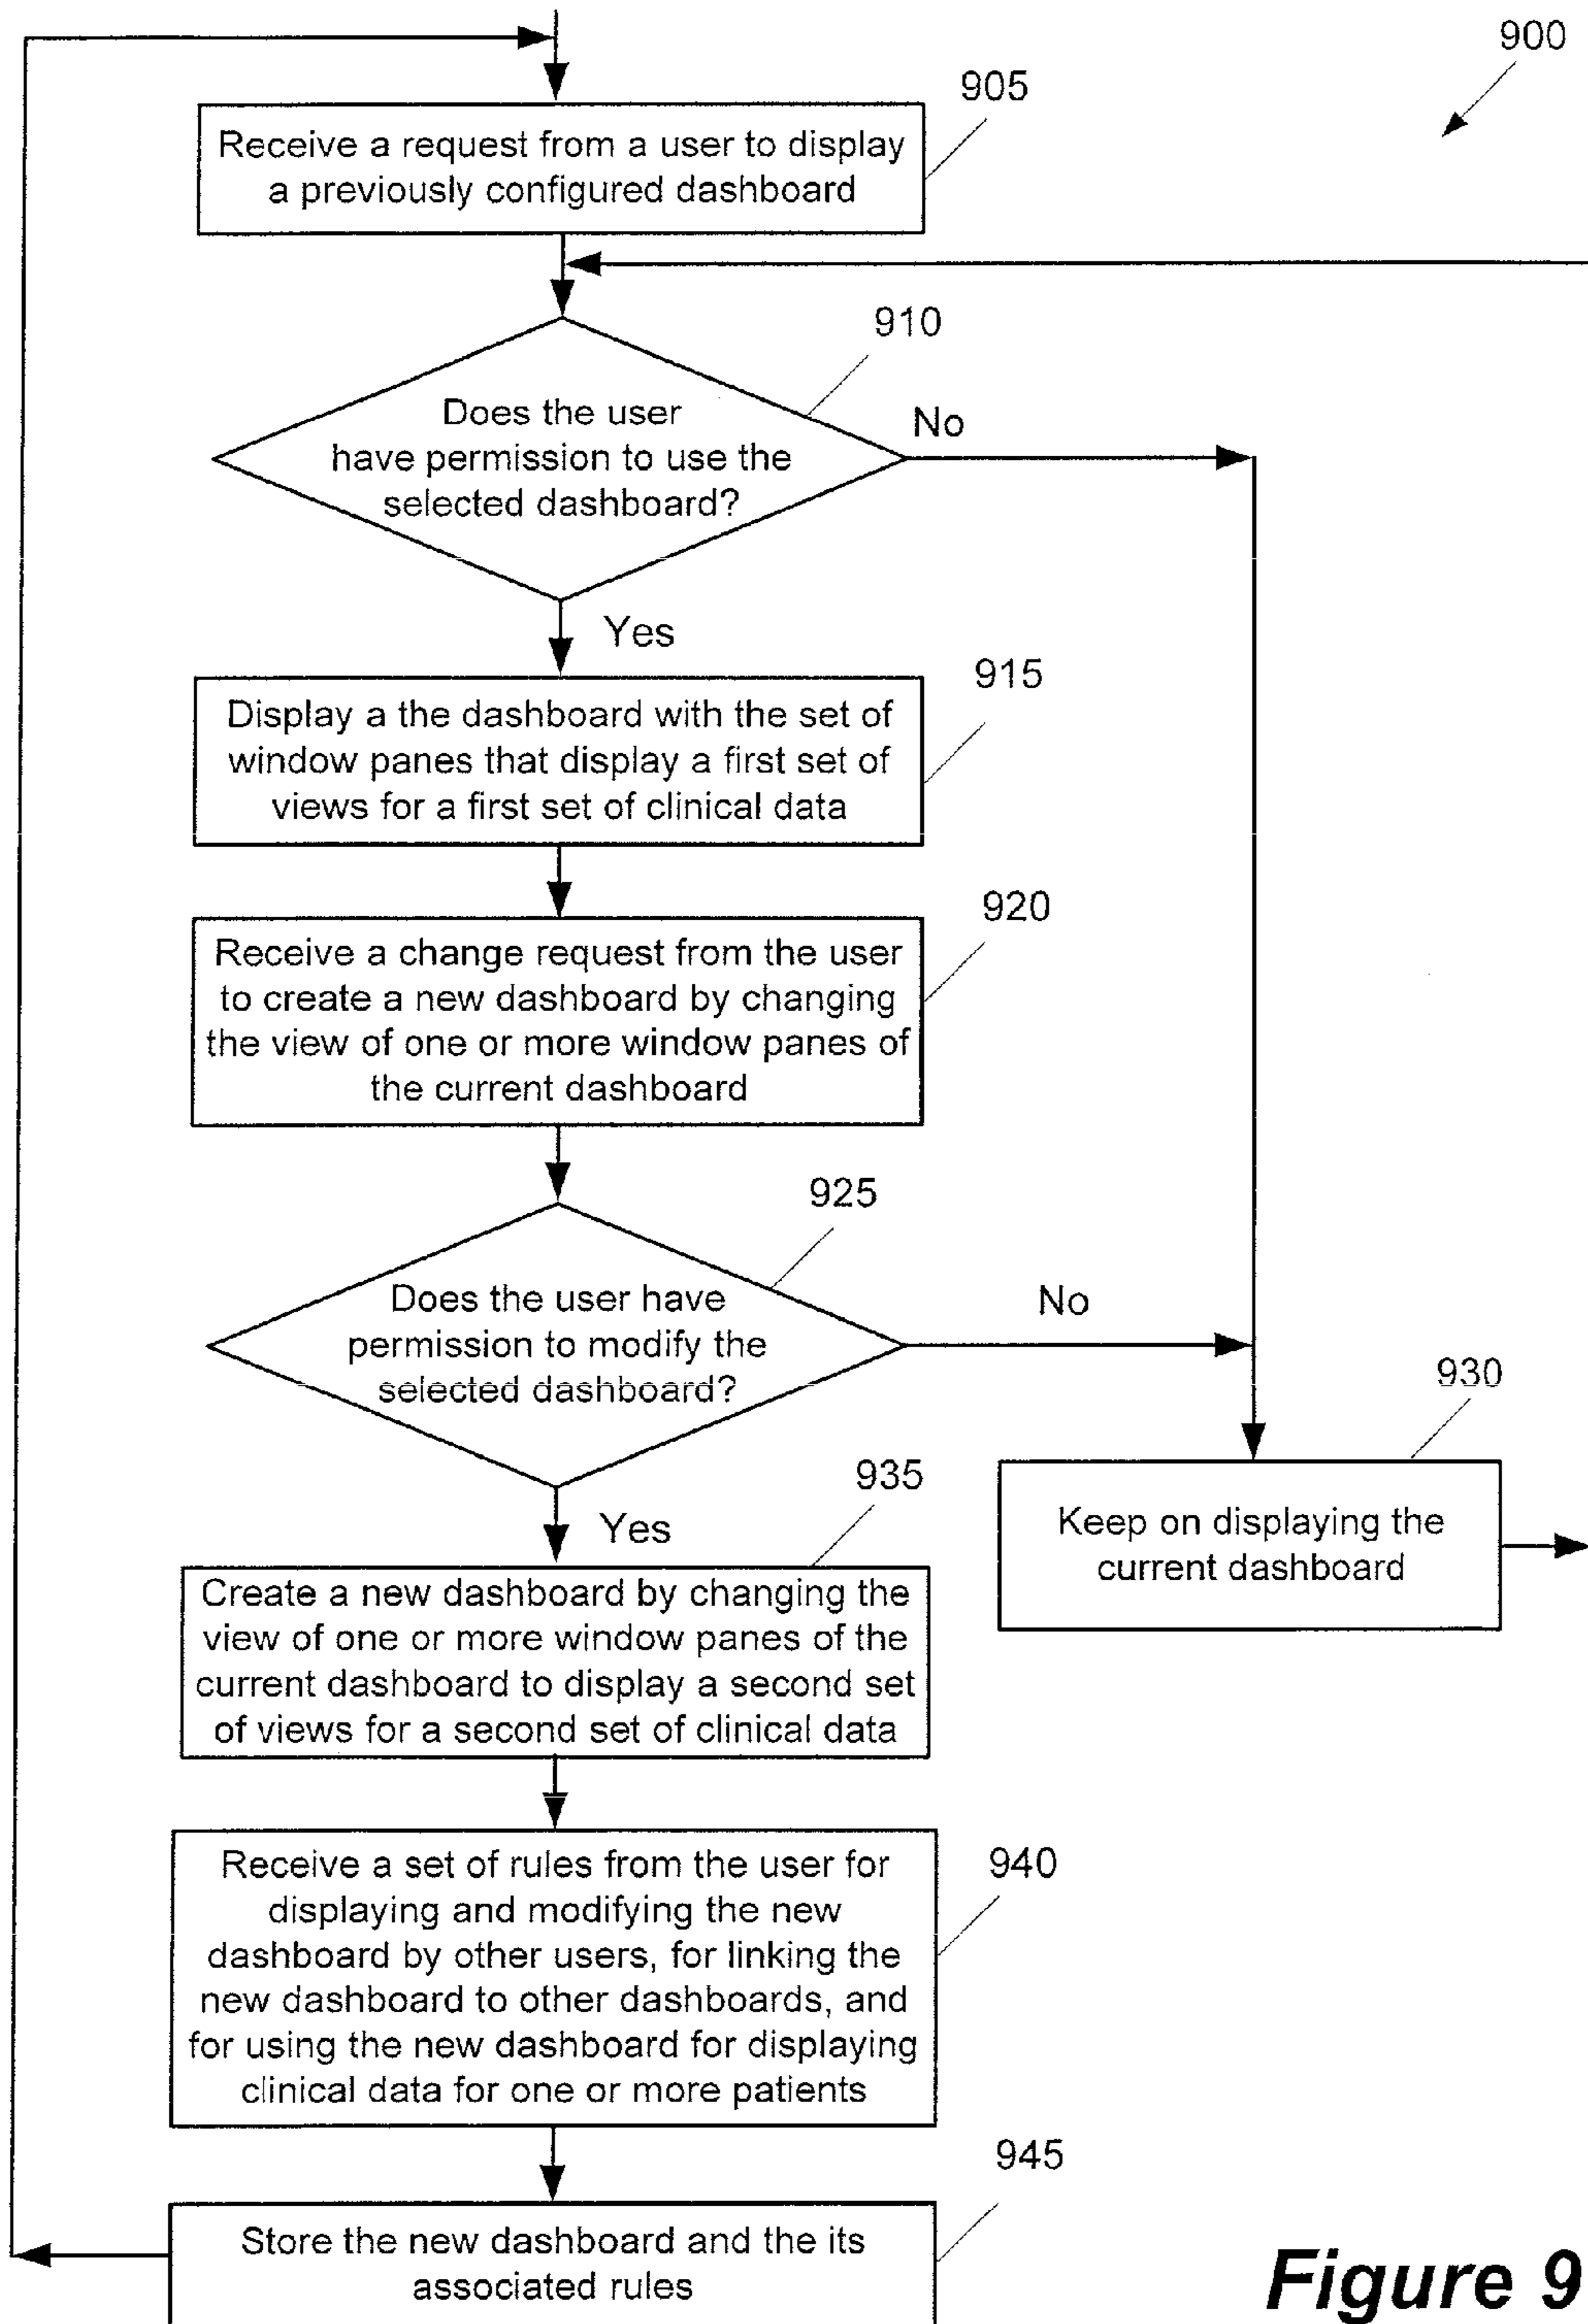 900
905
Receive a request from a user to display
a previously configured dashboard
910
Does the user
have permission to use the
selected dashboard?
No
Yes
915
Display a the dashboard with the set of
window panes that display a first set of
views for a first set of clinical data
920
Receive a change request from the user
to create a new dashboard by changing
the view of one or more window panes of
the current dashboard
925
Does the user have
permission to modify the
selected dashboard?
No
Yes
930
Keep on displaying the
current dashboard
935
Create a new dashboard by changing the
view of one or more window panes of the
current dashboard to display a second set
of views for a second set of clinical data
940
Receive a set of rules from the user for
displaying and modifying the new
dashboard by other users, for linking the
new dashboard to other dashboards, and
for using the new dashboard for displaying
clinical data for one or more patients
945
Store the new dashboard and the its
associated rules
Figure 9